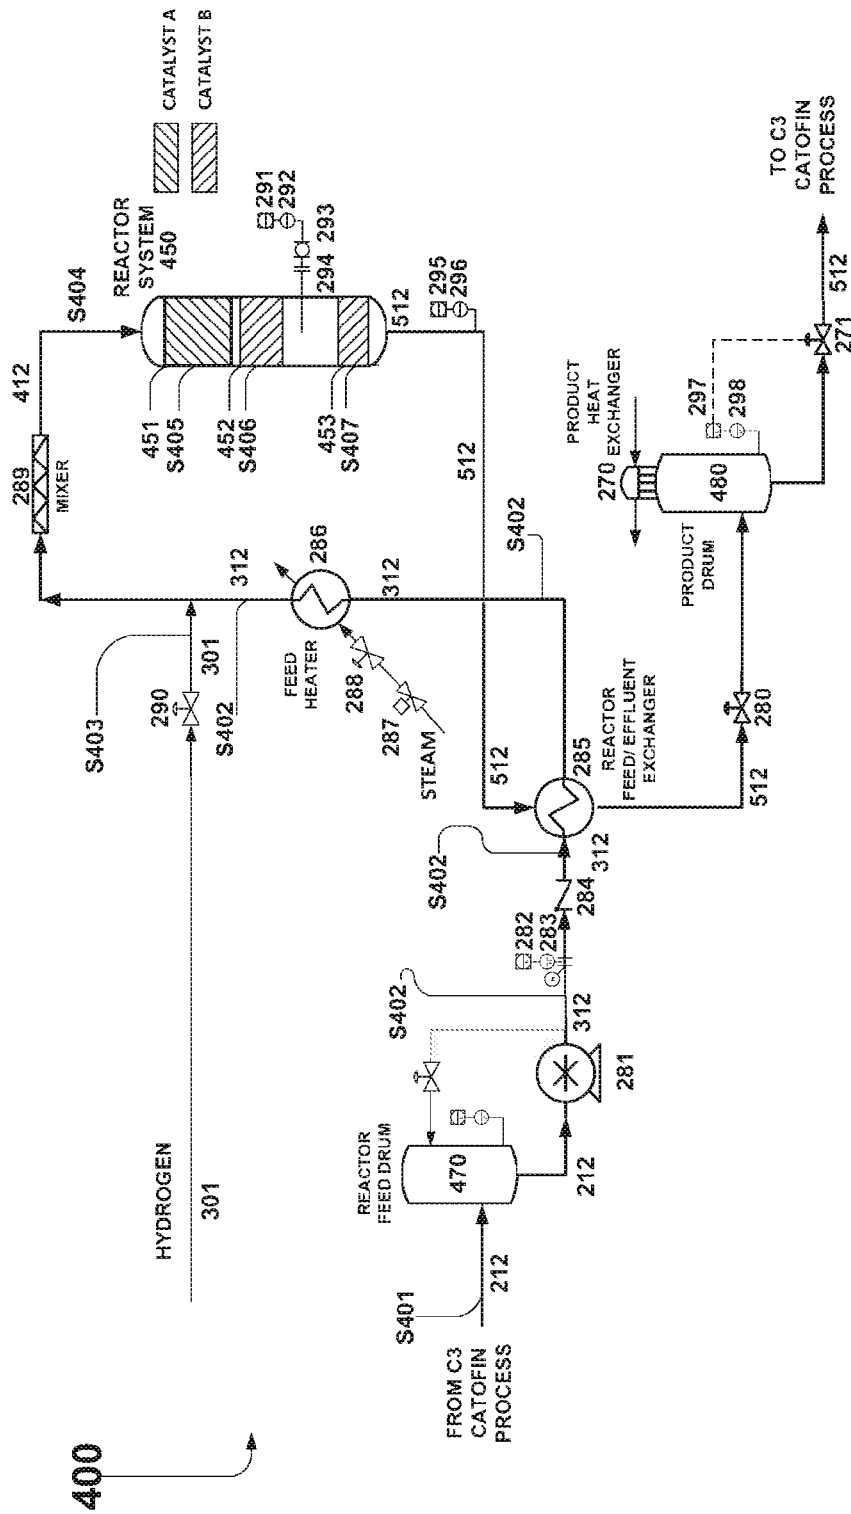 400
HYDROGEN
301
S403
290
301
S402
312
289
MIXER
412
S404
REACTOR
SYSTEM
450
CATALYST A
CATALYST B
451
S405
452
S406
453
S407
291
292
293
294
295
296
512
512
FEED
HEATER
286
312
288
287
STEAM
S402
512
FROM C3
CATOFIN
PROCESS
S401
212
REACTOR
FEED DRUM
470
212
281
S402
312
282
283
284
S402
312
285
REACTOR
FEED/ EFFLUENT
EXCHANGER
512
280
PRODUCT
DRUM
480
270
PRODUCT
HEAT
EXCHANGER
297
298
271
512
TO C3
CATOFIN
PROCESS